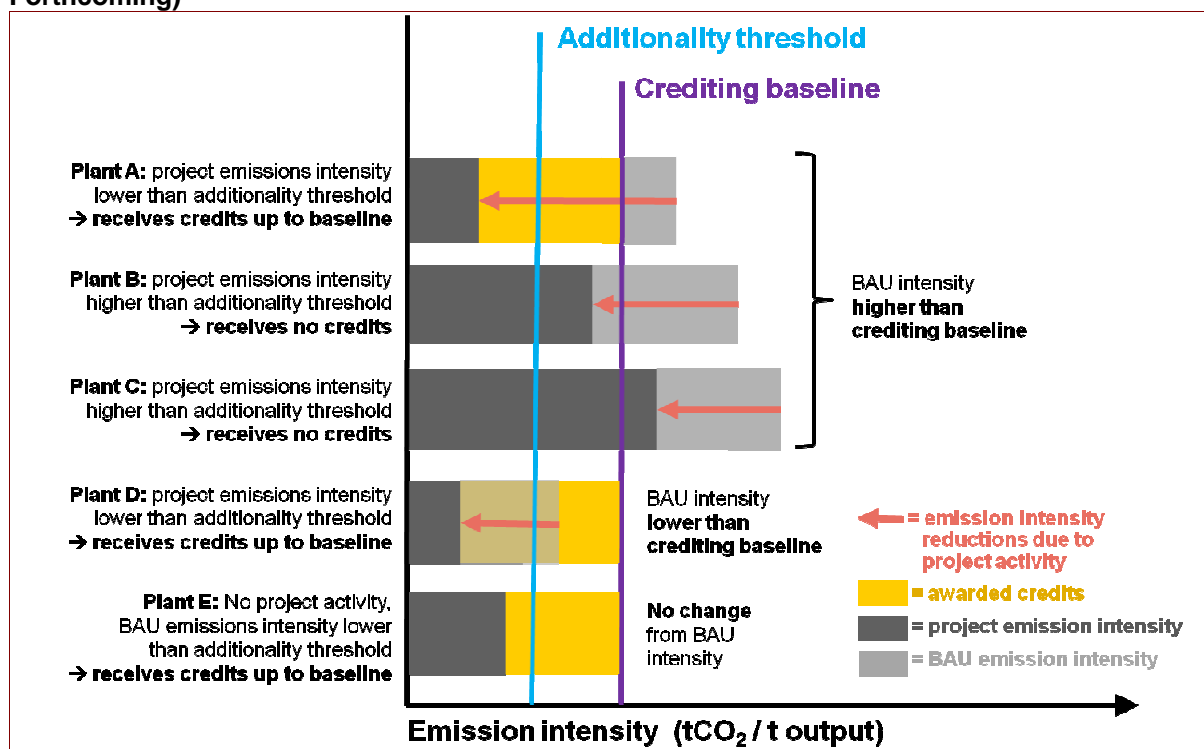 Forthcoming)
Additionality threshold
Crediting baseline
Plant A: project emissions intensity
lower than additionality threshold
→ receives credits up to baseline
Plant B: project emissions intensity
higher than additionality threshold
→ receives no credits
BAU intensity
higher than
crediting baseline
Plant C: project emissions intensity
higher than additionality threshold
→ receives no credits
Plant D: project emissions intensity
lower than additionality threshold
→ receives credits up to baseline
BAU intensity
lower than
crediting baseline
Plant E: No project activity,
BAU emissions intensity lower
than additionality threshold
→ receives credits up to baseline
No change
from BAU
intensity
= emission intensity
reductions due to
project activity
= awarded credits
= project emission intensity
= BAU emission intensity
Emission intensity (tCO₂ / t output)